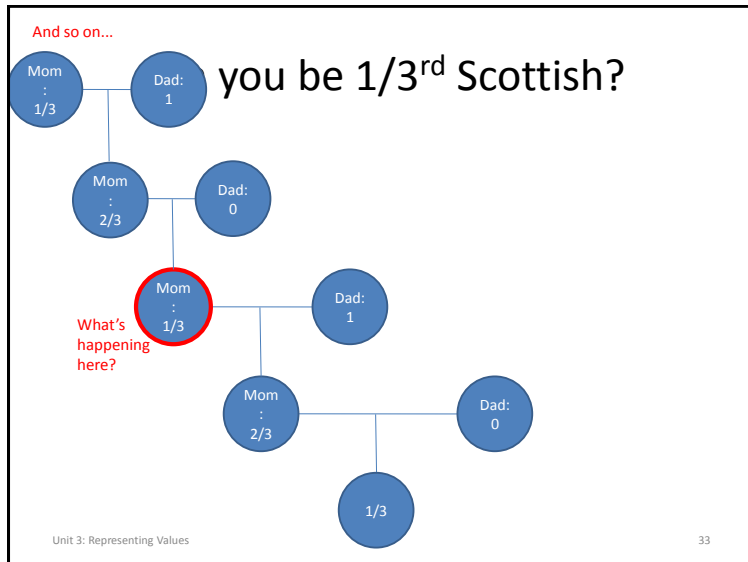 And so on...
you be 1/3rd Scottish?
Mom
:
1/3
Dad:
1
Mom
:
2/3
Dad:
0
Mom
:
1/3
Dad:
1
What's
happening
here?
Mom
:
2/3
Dad:
0
1/3
Unit 3: Representing Values
33